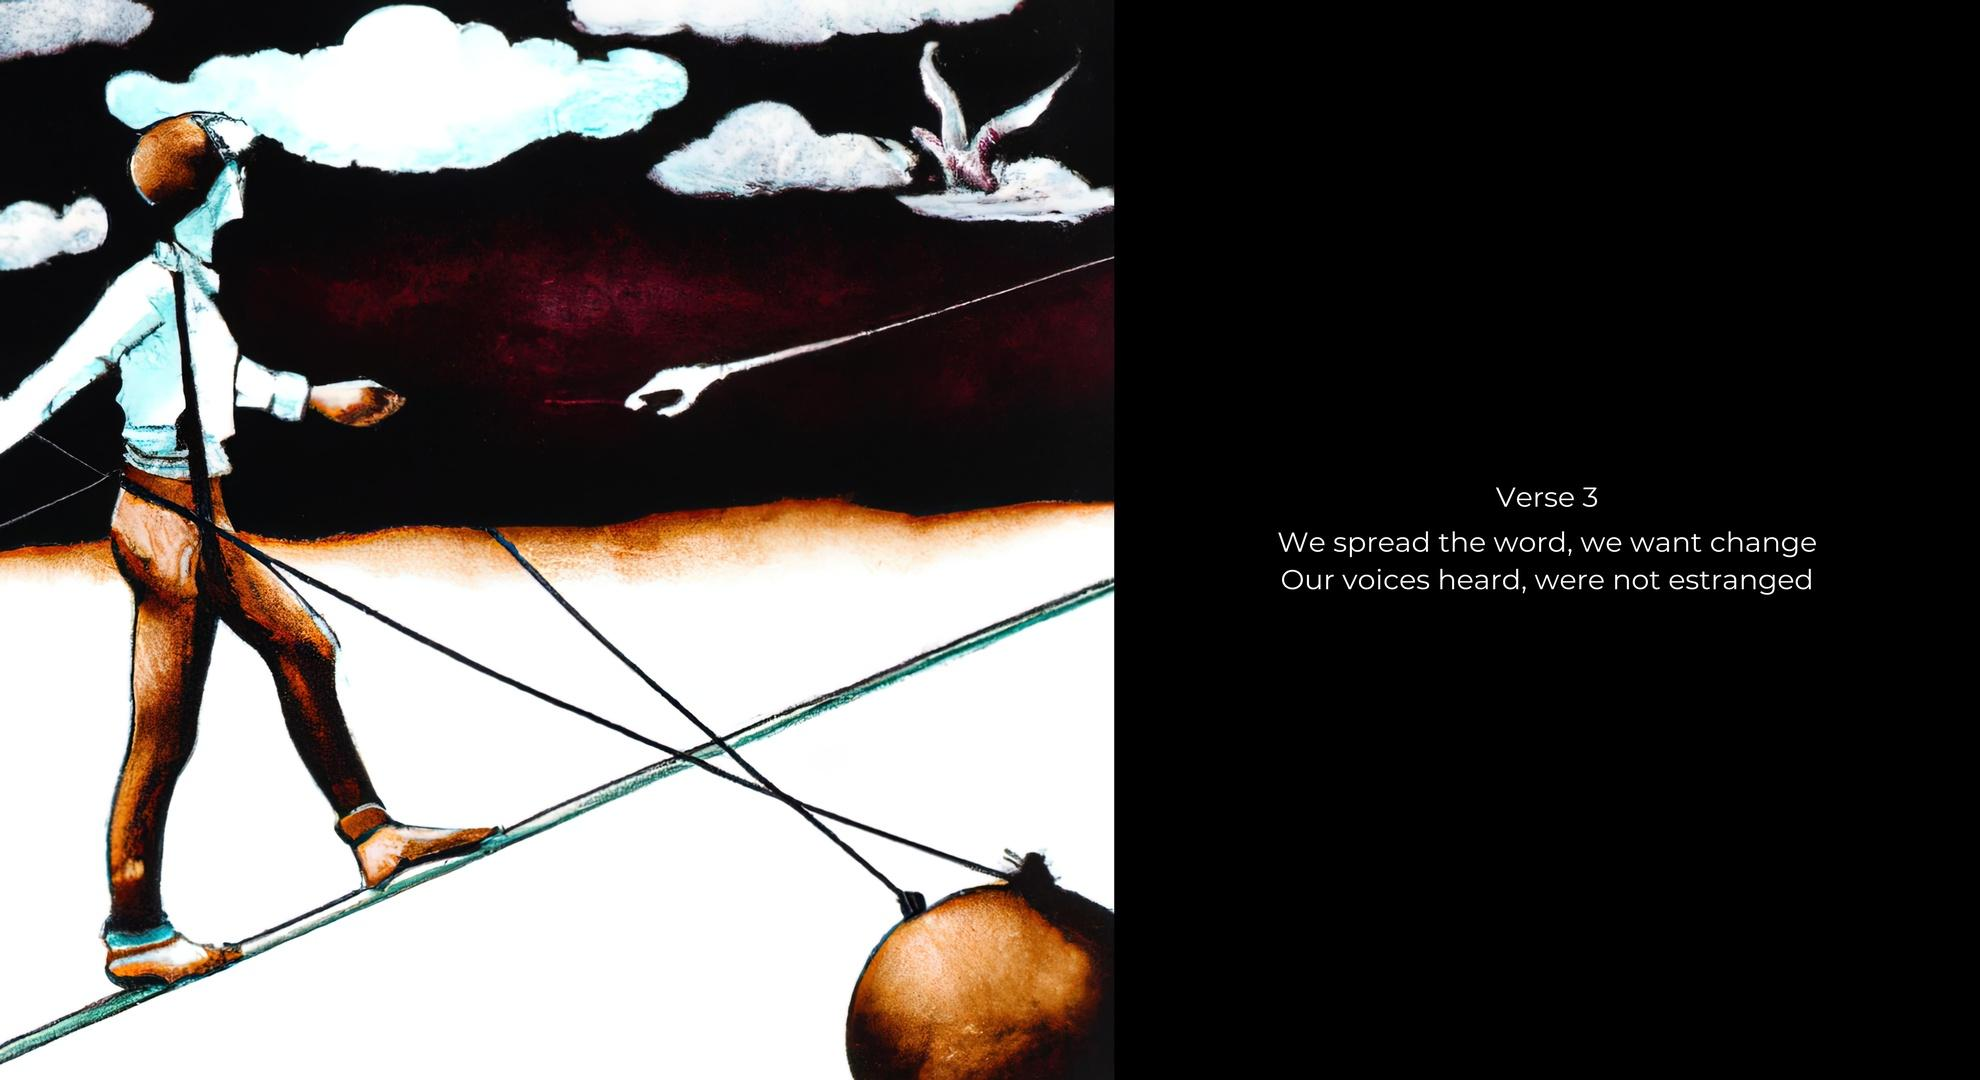 Verse 3
We spread the word, we want change
Our voices heard, were not estranged